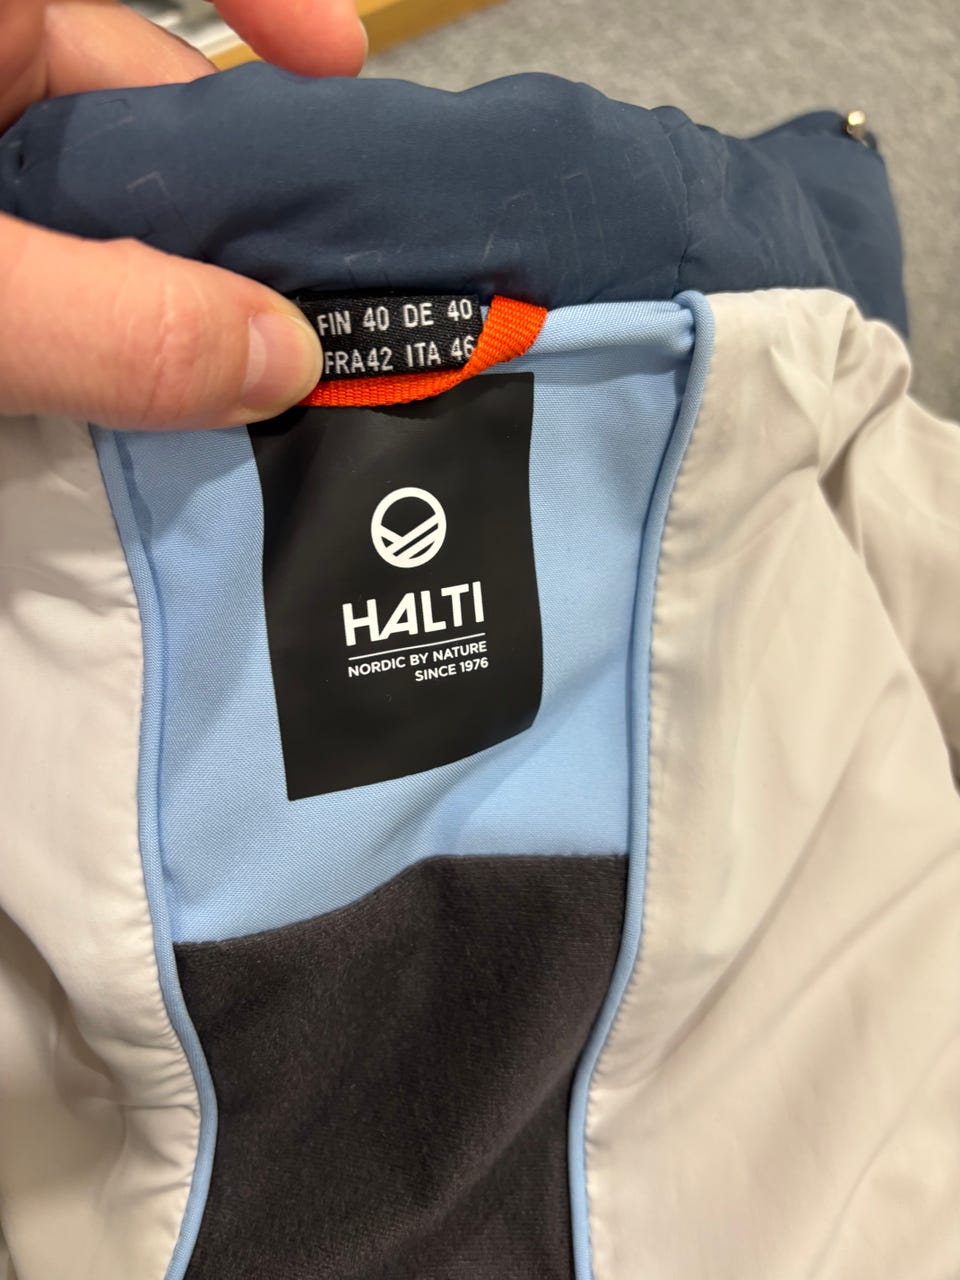 FIN 40 DE 40
FRA42 ITA 46
HALTI
NORDIC BY NATURE
SINCE 1976